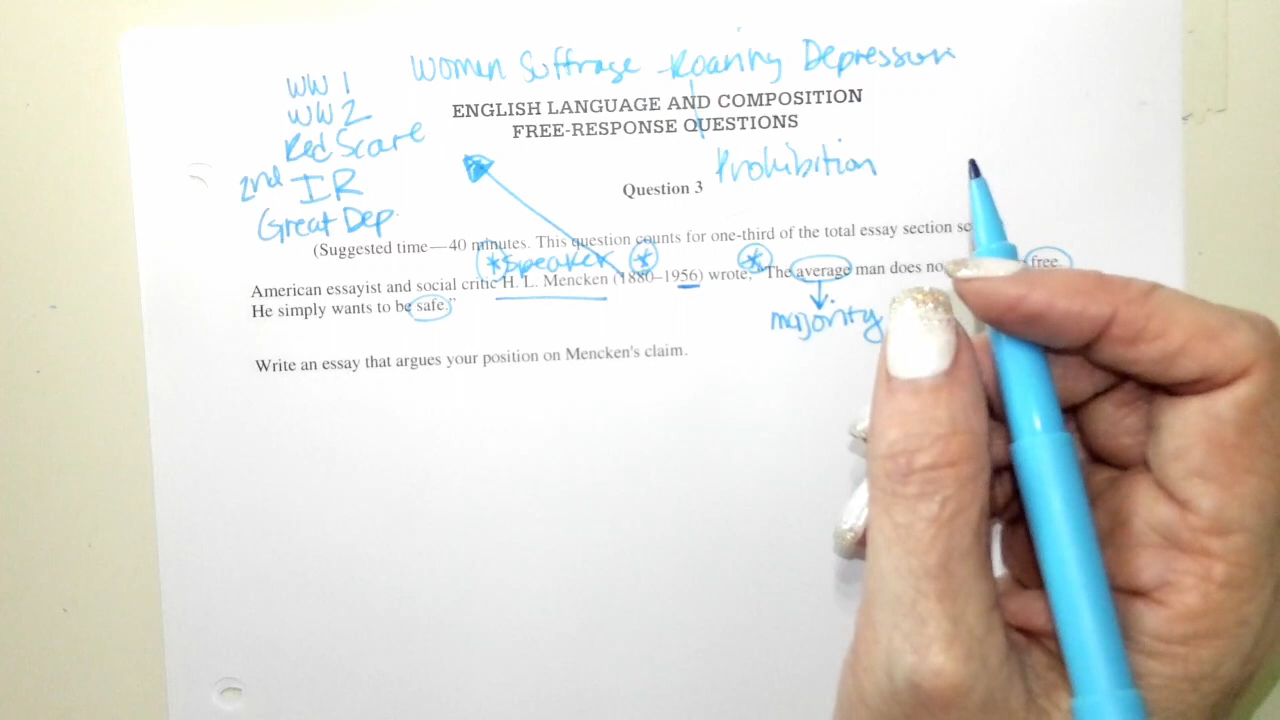 WW 1
WW 2
Red Scare
2nd IR
Great Dep.
Women Suffrage Roaring Depression
ENGLISH LANGUAGE AND COMPOSITION
FREE-RESPONSE QUESTIONS
Prohibition
Question 3
(Suggested time—40 minutes. This question counts for one-third of the total essay section
*Speaker * *
American essayist and social critic H. L. Mencken (1880–1956) wrote, "The average man does free.
He simply wants to be safe."
majority
Write an essay that argues your position on Mencken's claim.